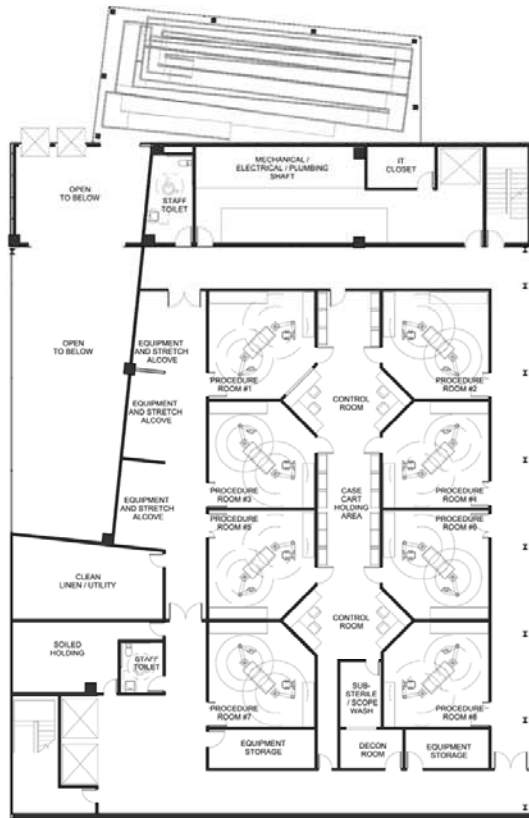 MECHANICAL /
ELECTRICAL / PLUMBING
SHAFT
IT
CLOSET
OPEN
TO BELOW
STAFF
TOILET
OPEN
TO BELOW
EQUIPMENT
AND STRETCH
ALCOVE
PROCEDURE
ROOM #1
PROCEDURE
ROOM #2
CONTROL
ROOM
EQUIPMENT
AND STRETCH
ALCOVE
PROCEDURE
ROOM #3
PROCEDURE
ROOM #4
CASE
CART
HOLDING
AREA
EQUIPMENT
AND STRETCH
ALCOVE
PROCEDURE
ROOM #5
PROCEDURE
ROOM #6
CLEAN
LINEN / UTILITY
CONTROL
ROOM
SOILED
HOLDING
STAFF
TOILET
PROCEDURE
ROOM #7
SUB-
STERILE
/ SCOPE
WASH
PROCEDURE
ROOM #8
EQUIPMENT
STORAGE
DECON
ROOM
EQUIPMENT
STORAGE